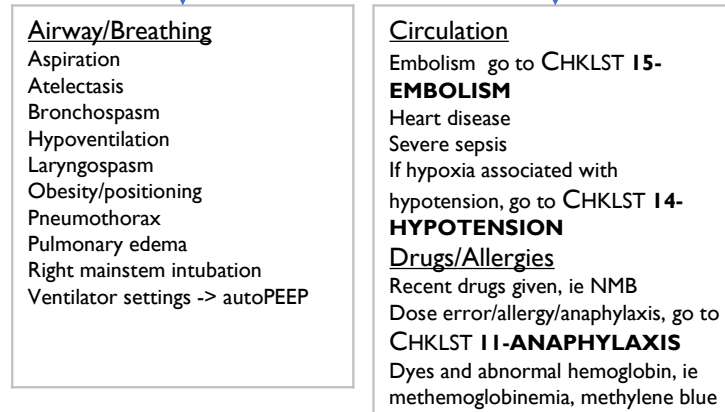 Airway/Breathing
Aspiration
Atelectasis
Bronchospasm
Hypoventilation
Laryngospasm
Obesity/positioning
Pneumothorax
Pulmonary edema
Right mainstem intubation
Ventilator settings -> autoPEEP
Circulation
Embolism go to CHKLST 15-
EMBOLISM
Heart disease
Severe sepsis
If hypoxia associated with
hypotension, go to CHKLST 14-
HYPOTENSION
Drugs/Allergies
Recent drugs given, ie NMB
Dose error/allergy/anaphylaxis, go to
CHKLST 11-ANAPHYLAXIS
Dyes and abnormal hemoglobin, ie
methemoglobinemia, methylene blue